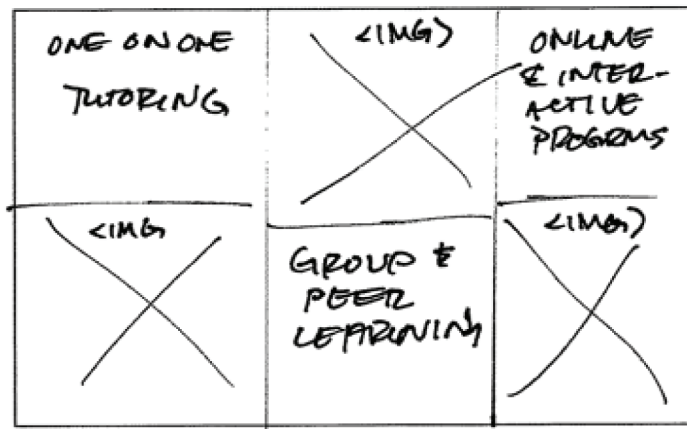 ONE ON ONE
TUTORING
<IMG>
ONLINE
& INTER-
ACTIVE
PROGRAMS
<IMG
GROUP &
PEER
LEARNING
<IMG>